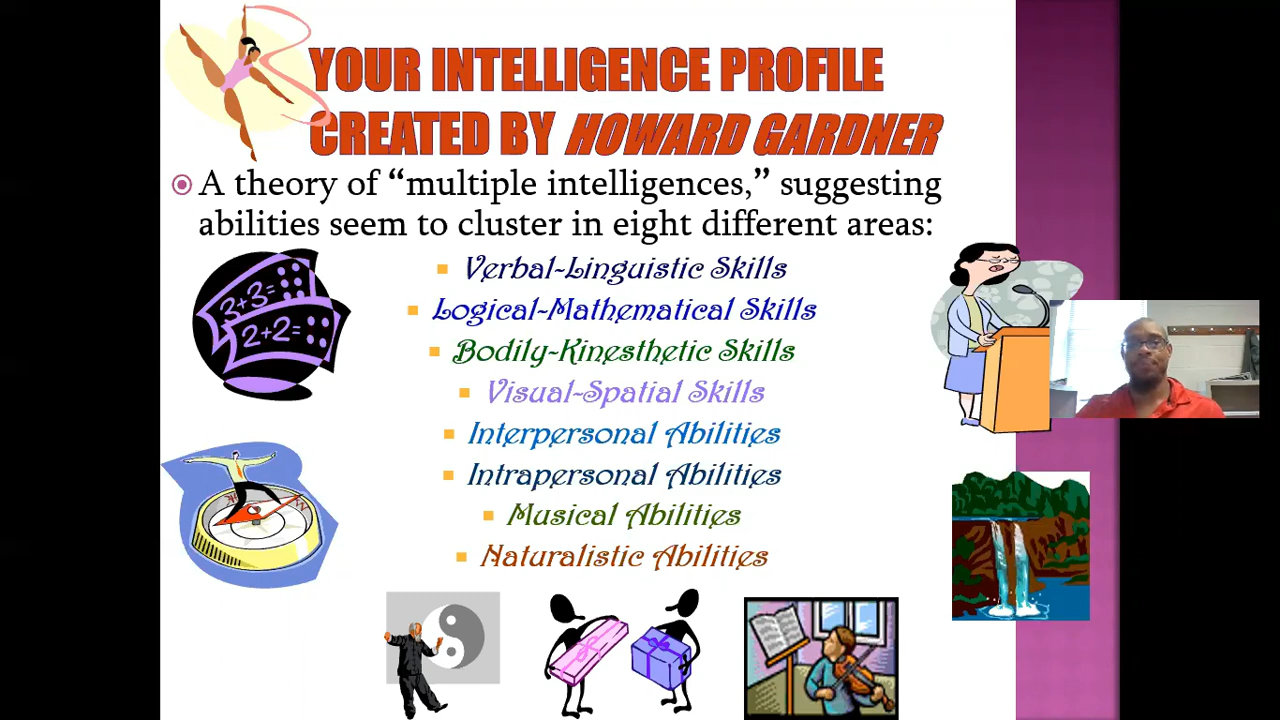 YOUR INTELLIGENCE PROFILE
CREATED BY HOWARD GARDNER
A theory of “multiple intelligences,” suggesting
abilities seem to cluster in eight different areas:
Verbal-Linguistic Skills
Logical-Mathematical Skills
Bodily-Kinesthetic Skills
Visual-Spatial Skills
Interpersonal Abilities
Intrapersonal Abilities
Musical Abilities
Naturalistic Abilities
3+3=
2+2=